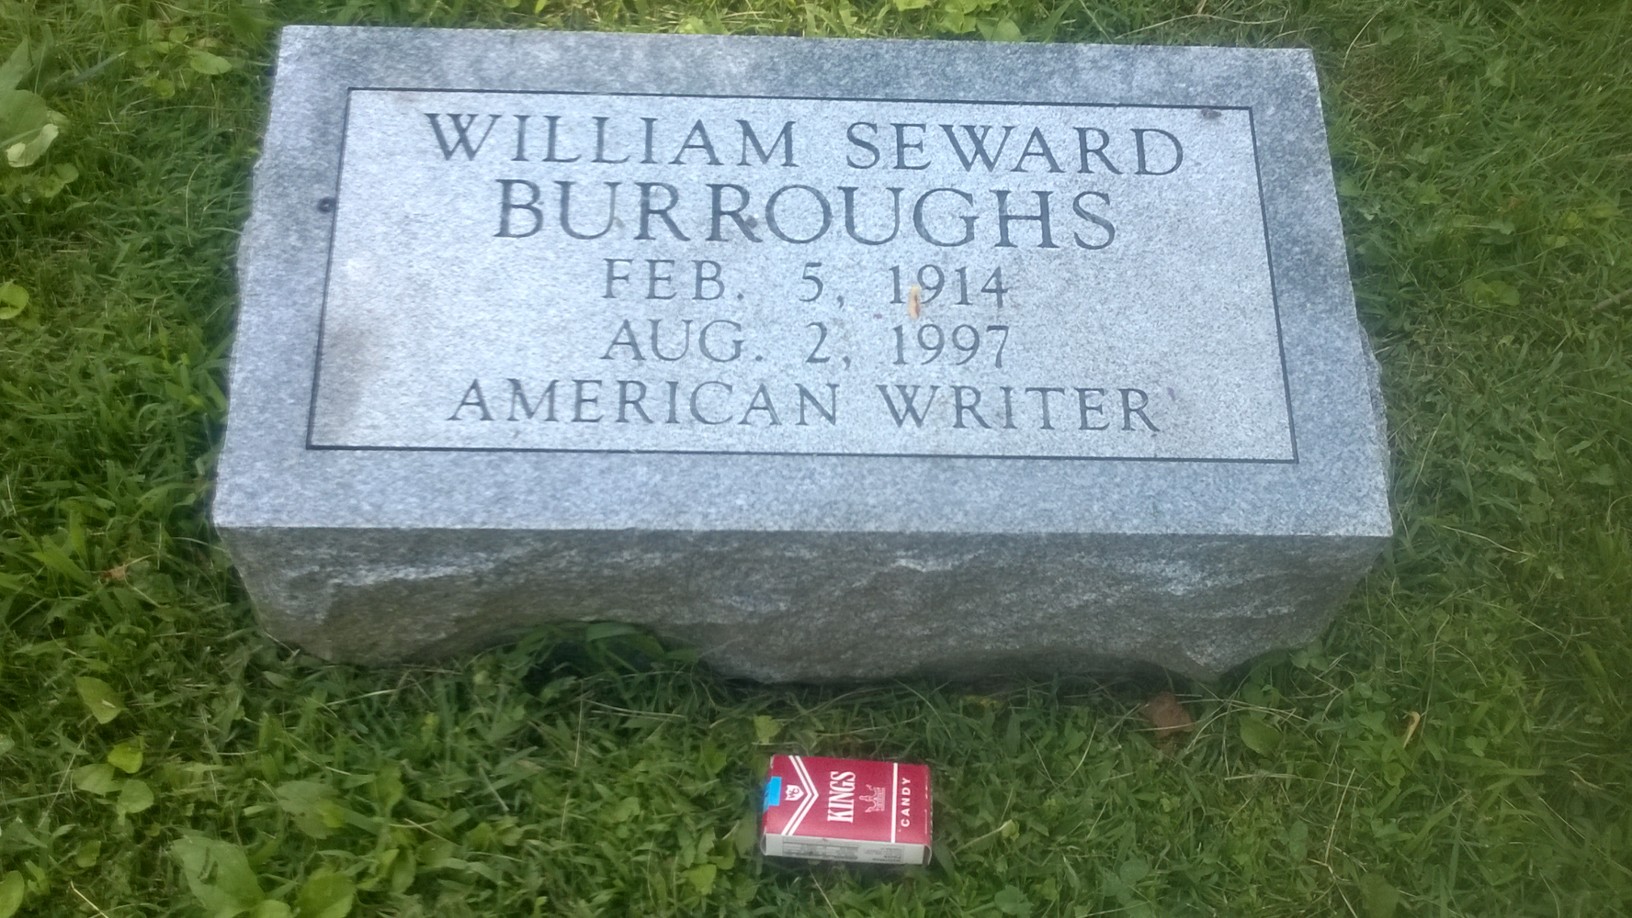 WILLIAM SEWARD
BURROUGHS
FEB. 5, 1914
AUG. 2, 1997
AMERICAN WRITER
KINGS
CANDY